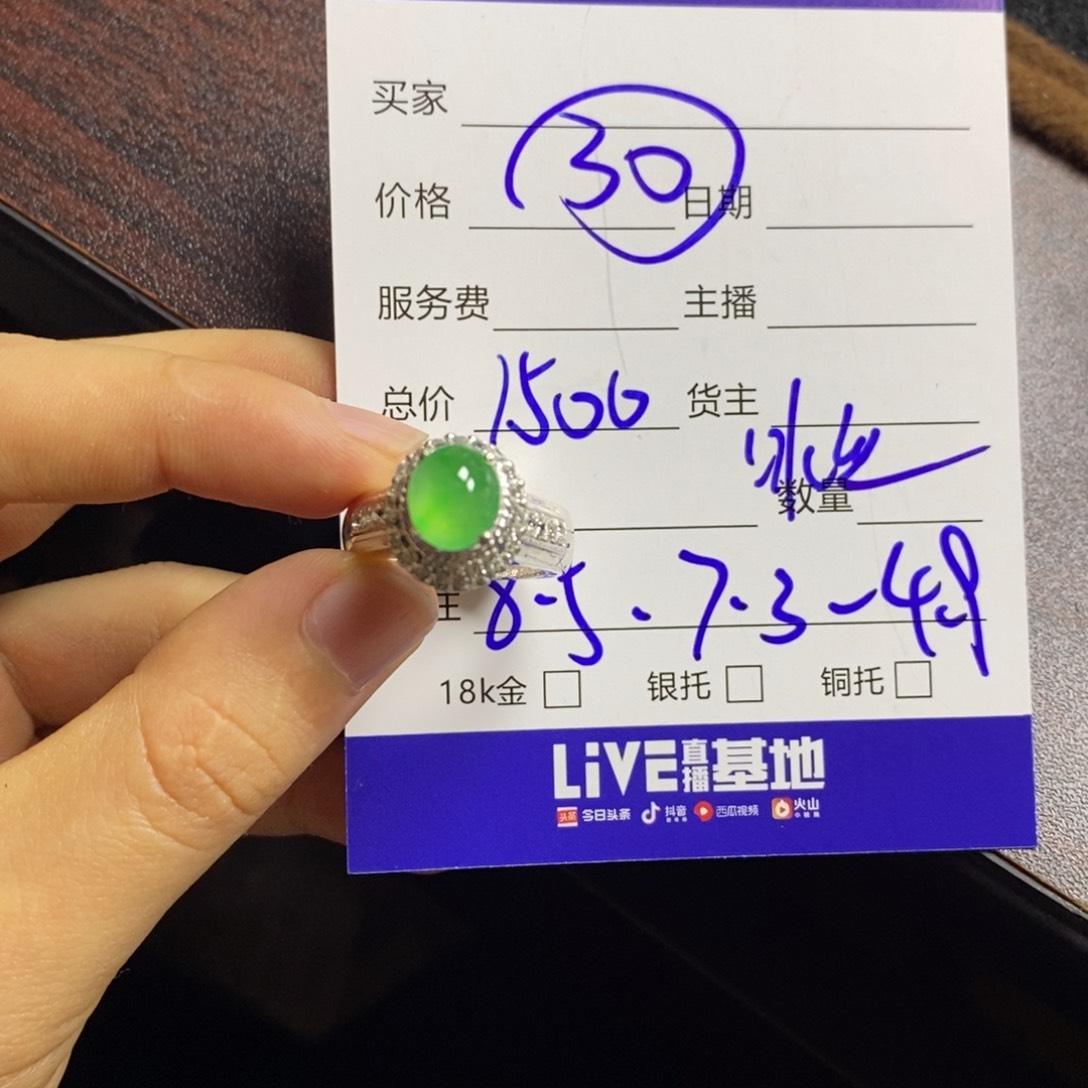 买家
30
价格 日期
服务费 主播
总价 1500 货主
数量
8.5.7.3-4.9
18k金 银托 铜托
LiVE直播基地
头条 今日头条 抖音 西瓜视频 火山